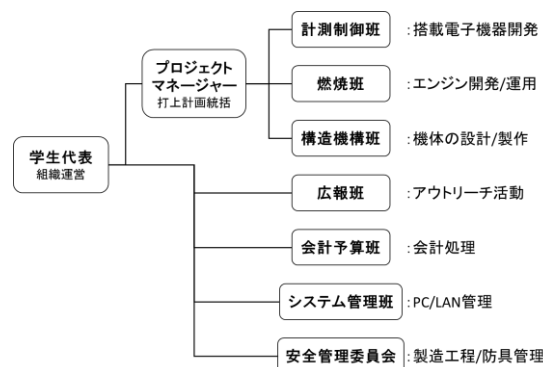 計測制御班 :搭載電子機器開発
プロジェクト
マネージャー
打上計画統括
燃焼班 :エンジン開発/運用
構造機構班 :機体の設計/製作
学生代表
組織運営
広報班 :アウトリーチ活動
会計予算班 :会計処理
システム管理班 :PC/LAN管理
安全管理委員会 :製造工程/防具管理